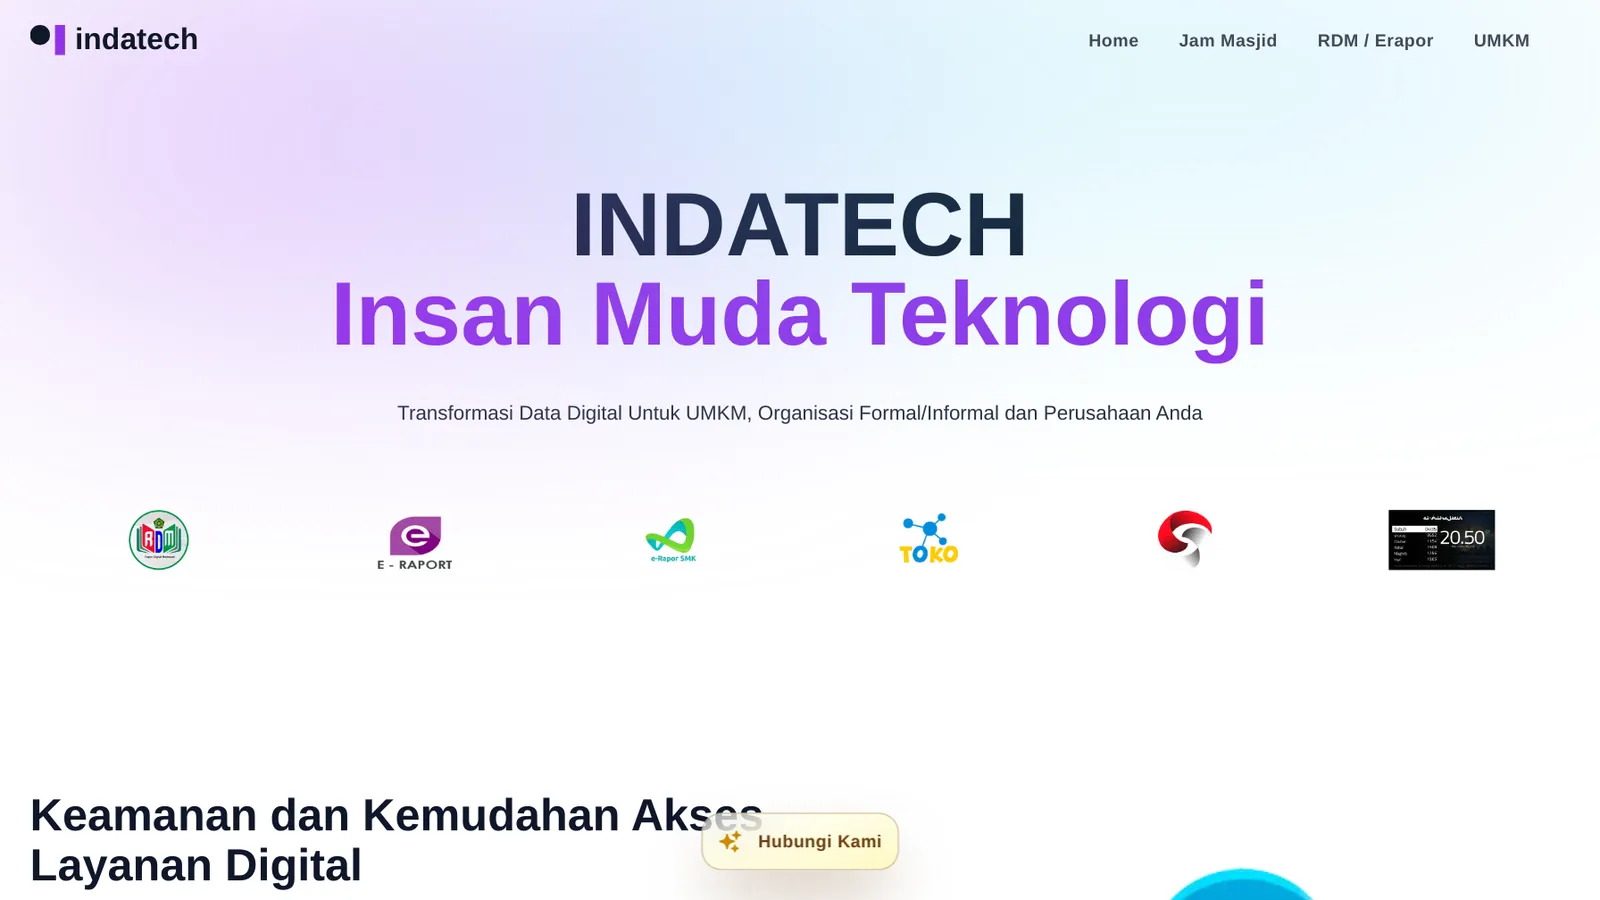 indatech
Home
Jam Masjid
RDM / Erapor
UMKM
INDATECH
Insan Muda Teknologi
Transformasi Data Digital Untuk UMKM, Organisasi Formal/Informal dan Perusahaan Anda
RDM
e
E - RAPORT
e-Rapor SMK
TOKO
20.50
Keamanan dan Kemudahan Akses
Layanan Digital
Hubungi Kami